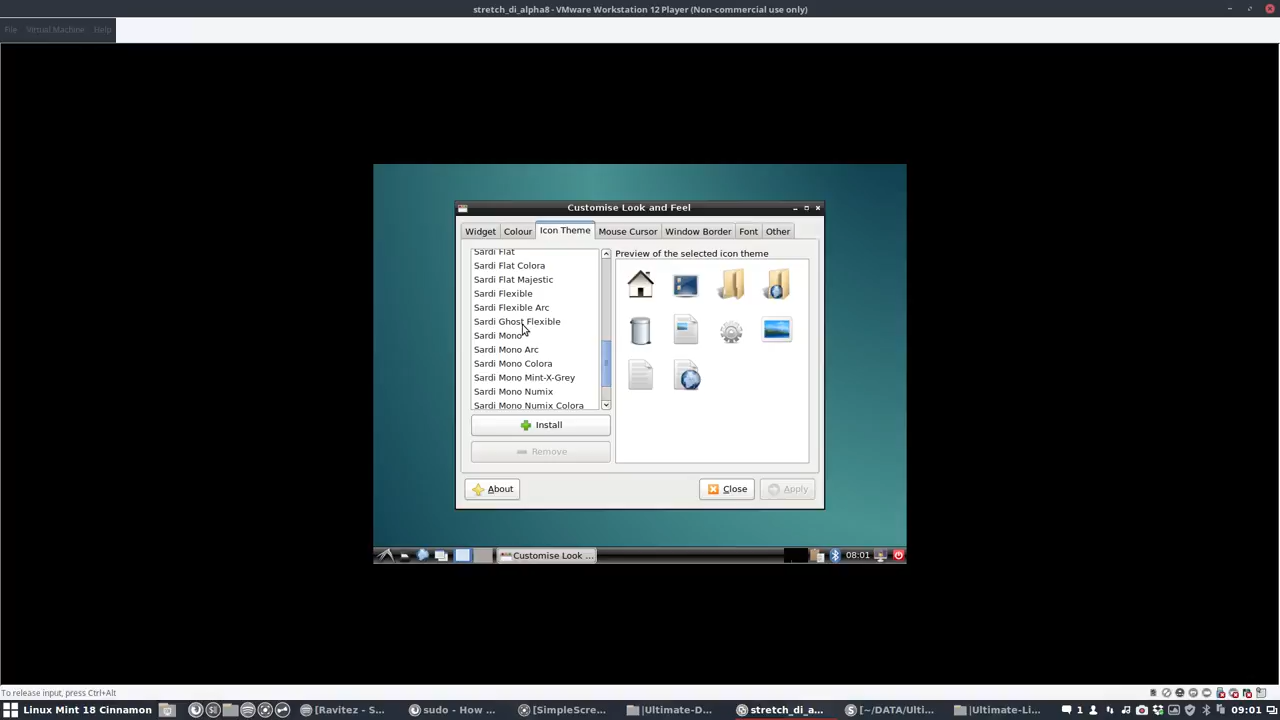 stretch_di_alpha8 - VMware Workstation 12 Player (Non-commercial use only)
File Virtual Machine Help
Customise Look and Feel
Widget Colour Icon Theme Mouse Cursor Window Border Font Other
Sardi Flat
Sardi Flat Colora
Sardi Flat Majestic
Sardi Flexible
Sardi Flexible Arc
Sardi Ghost Flexible
Sardi Mono
Sardi Mono Arc
Sardi Mono Colora
Sardi Mono Mint-X-Grey
Sardi Mono Numix
Sardi Mono Numix Colora
Preview of the selected icon theme
Install
Remove
About Close Apply
Customise Look ... 08:01
To release input, press Ctrl+Alt
Linux Mint 18 Cinnamon [Ravitez - S... sudo - How ... [SimpleScre... [Ultimate-D... stretch_di_a... [~/DATA/Ulti... [Ultimate-Li... 1 09:01